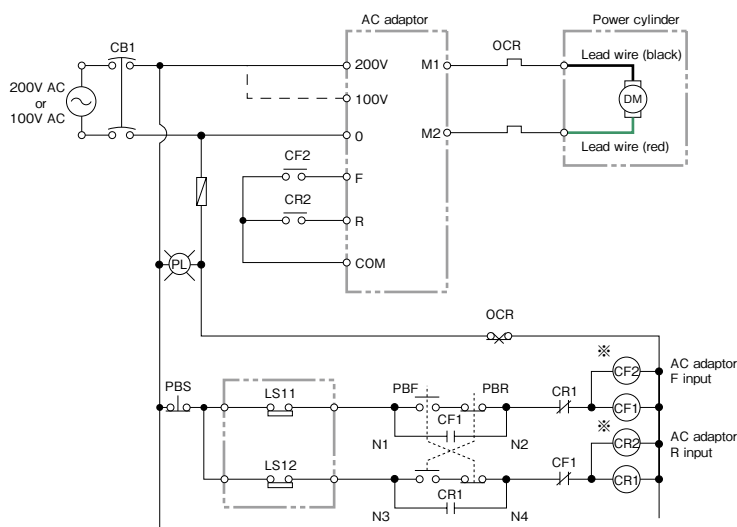 AC adaptor
Power cylinder
CB1
OCR
Lead wire (black)
200V
M1
200V AC
or
100V AC
100V
DM
0
M2
Lead wire (red)
CF2
F
CR2
R
COM
PL
OCR
※
CF2
AC adaptor
F input
PBS
LS11
PBF
PBR
CR1
CF1
CF1
N1
N2
※
CR2
AC adaptor
R input
LS12
CF1
CR1
CR1
N3
N4